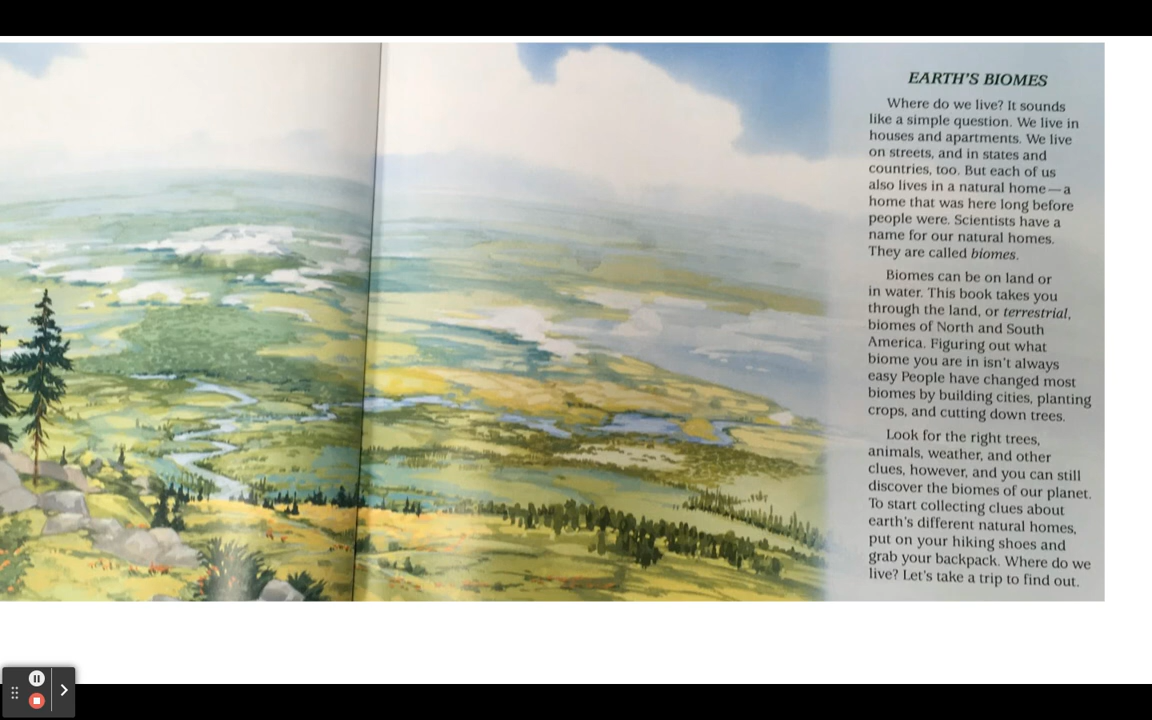 EARTH'S BIOMES
Where do we live? It sounds
like a simple question. We live in
houses and apartments. We live
on streets, and in states and
countries, too. But each of us
also lives in a natural home—a
home that was here long before
people were. Scientists have a
name for our natural homes.
They are called biomes.
Biomes can be on land or
in water. This book takes you
through the land, or terrestrial,
biomes of North and South
America. Figuring out what
biome you are in isn't always
easy People have changed most
biomes by building cities, planting
crops, and cutting down trees.
Look for the right trees,
animals, weather, and other
clues, however, and you can still
discover the biomes of our planet.
To start collecting clues about
earth's different natural homes,
put on your hiking shoes and
grab your backpack. Where do we
live? Let's take a trip to find out.